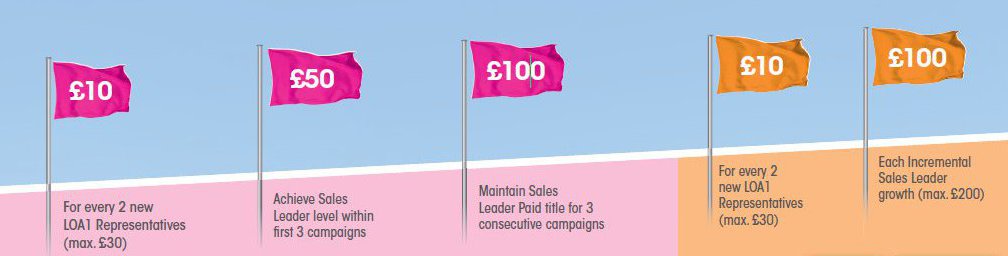 £10
For every 2 new
LOA1 Representatives
(max. £30)
£50
Achieve Sales
Leader level within
first 3 campaigns
£100
Maintain Sales
Leader Paid title for 3
consecutive campaigns
£10
For every 2
new LOA1
Representatives
(max. £30)
£100
Each Incremental
Sales Leader
growth (max. £200)